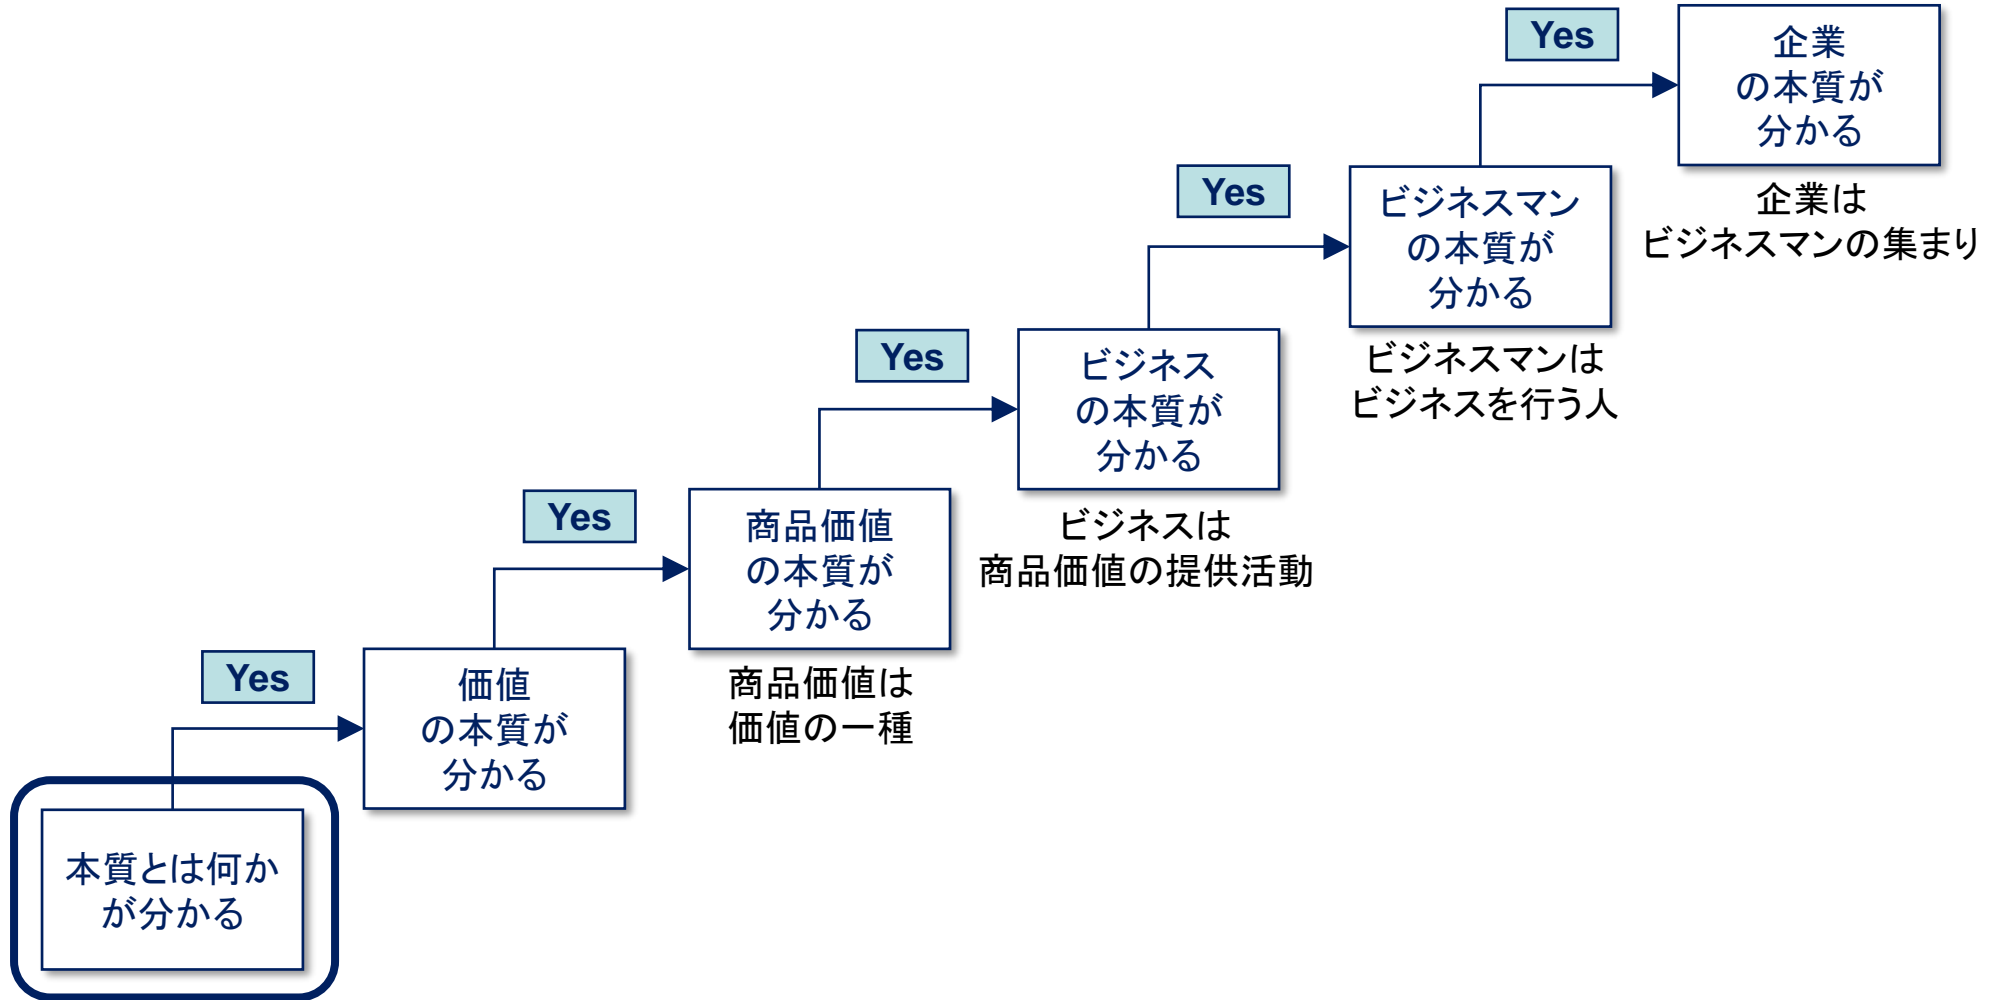 Yes
企業
の本質が
分かる
企業は
ビジネスマンの集まり
Yes
ビジネスマン
の本質が
分かる
ビジネスマンは
ビジネスを行う人
Yes
ビジネス
の本質が
分かる
ビジネスは
商品価値の提供活動
Yes
商品価値
の本質が
分かる
商品価値は
価値の一種
Yes
価値
の本質が
分かる
本質とは何か
が分かる